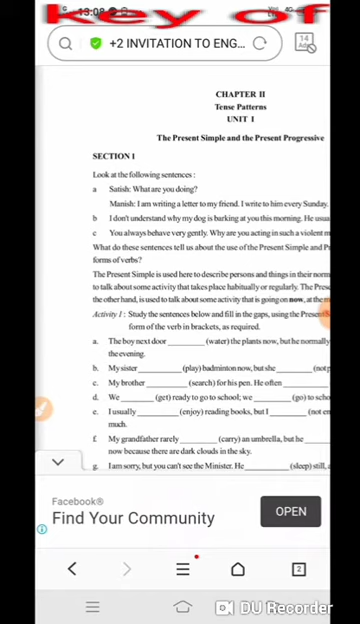 key of
13:08
4G
+2 INVITATION TO ENG...
14
Ads
CHAPTER II
Tense Patterns
UNIT 1
The Present Simple and the Present Progressive
SECTION I
Look at the following sentences :
a Satish: What are you doing?
Manish: I am writing a letter to my friend. I write to him every Sunday.
b I don't understand why my dog is barking at you this morning. He usua
c You always behave very gently. Why are you acting in such a violent m
What do these sentences tell us about the use of the Present Simple and P
forms of verbs?
The Present Simple is used here to describe persons and things in their norm
to talk about some activity that takes place habitually or regularly. The Prese
the other hand, is used to talk about some activity that is going on now, at the m
Activity I : Study the sentences below and fill in the gaps, using the Present S
form of the verb in brackets, as required.
a. The boy next door ________ (water) the plants now, but he normally
the evening.
b. My sister ________ (play) badminton now, but she ________ (not p
c. My brother ________ (search) for his pen. He often ________
d. We ________ (get) ready to go to school; we ________ (go) to scho
e. I usually ________ (enjoy) reading books, but I ________ (not en
much.
f. My grandfather rarely ________ (carry) an umbrella, but he ________
now because there are dark clouds in the sky.
g. I am sorry, but you can't see the Minister. He ________ (sleep) still, a
Facebook®
Find Your Community
OPEN
2
DU Recorder